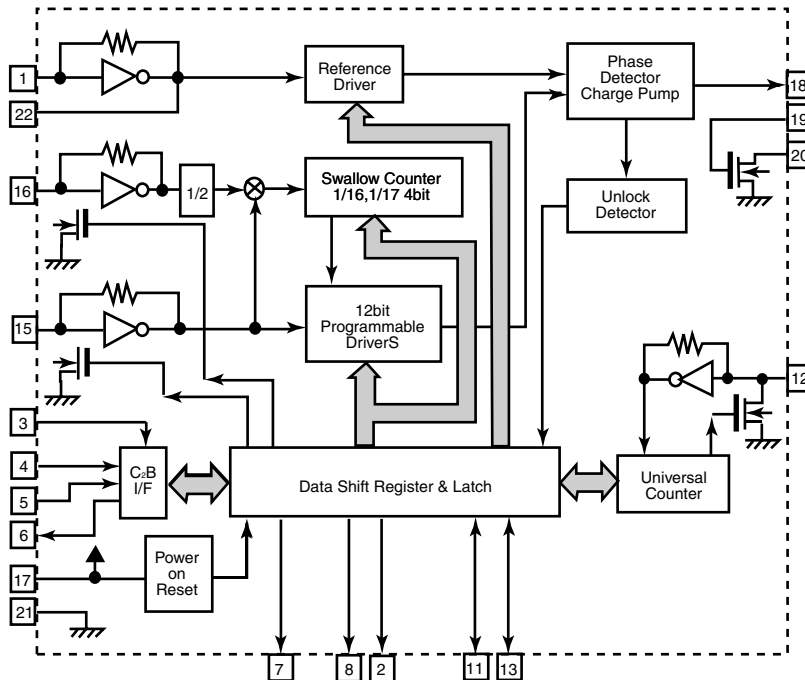 1
22
Reference
Driver
Phase
Detector
Charge Pump
18
19
20
16
1/2
Swallow Counter
1/16,1/17 4bit
Unlock
Detector
15
12bit
Programmable
DriverS
12
3
4
5
6
C2B
I/F
Data Shift Register & Latch
Universal
Counter
17
Power
on
Reset
21
7
8
2
11
13